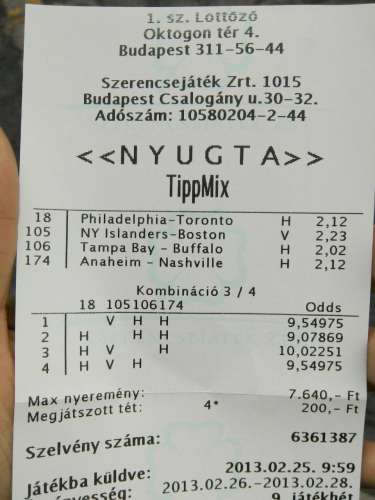 1. sz. Lottózó
Oktogon tér 4.
Budapest 311-56-44
Szerencsejáték Zrt. 1015
Budapest Csalogány u.30-32.
Adószám: 10580204-2-44
<<NYUGTA>>
TippMix
18 Philadelphia-Toronto H 2,12
105 NY Islanders-Boston V 2,23
106 Tampa Bay - Buffalo H 2,02
174 Anaheim - Nashville H 2,12
Kombináció 3 / 4
18 105106174 Odds
1 V H H 9,54975
2 H H H 9,07869
3 H V H 10,02251
4 H V H 9,54975
Max nyeremény: 7.640,- Ft
Megjátszott tét: 4* 200,- Ft
Szelvény száma: 6361387
Játékba küldve: 2013.02.25. 9:59
2013.02.26.-2013.02.28.
9. játékhét